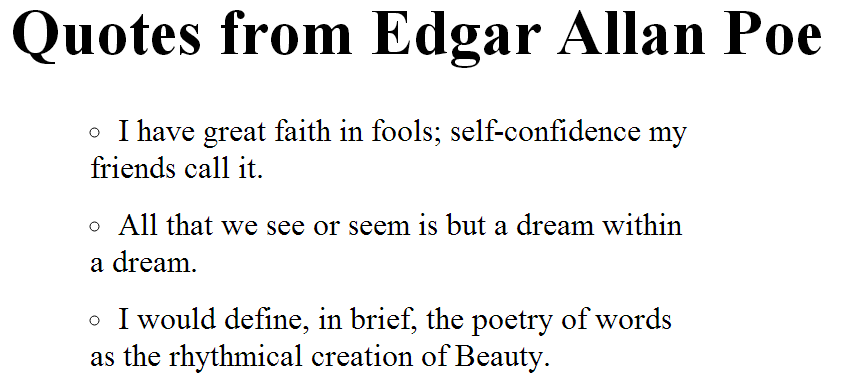 Quotes from Edgar Allan Poe
◦ I have great faith in fools; self-confidence my
friends call it.
◦ All that we see or seem is but a dream within
a dream.
◦ I would define, in brief, the poetry of words
as the rhythmical creation of Beauty.